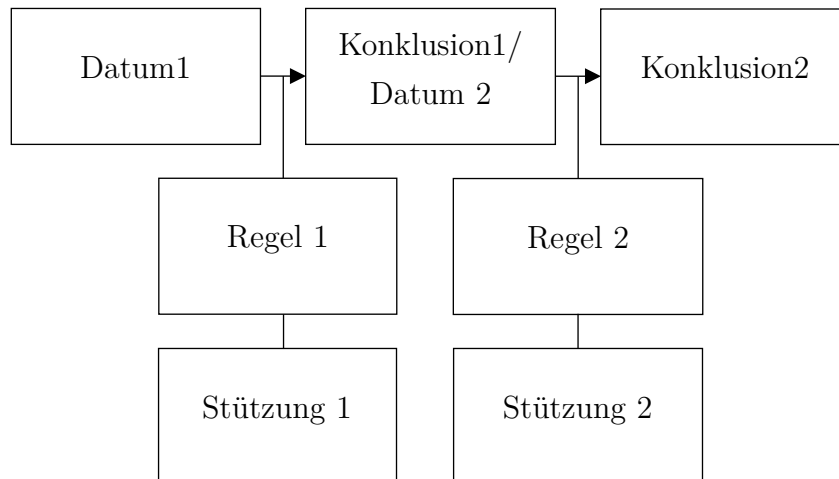 Datum1
Konklusion1/
Datum 2
Konklusion2
Regel 1
Regel 2
Stützung 1
Stützung 2